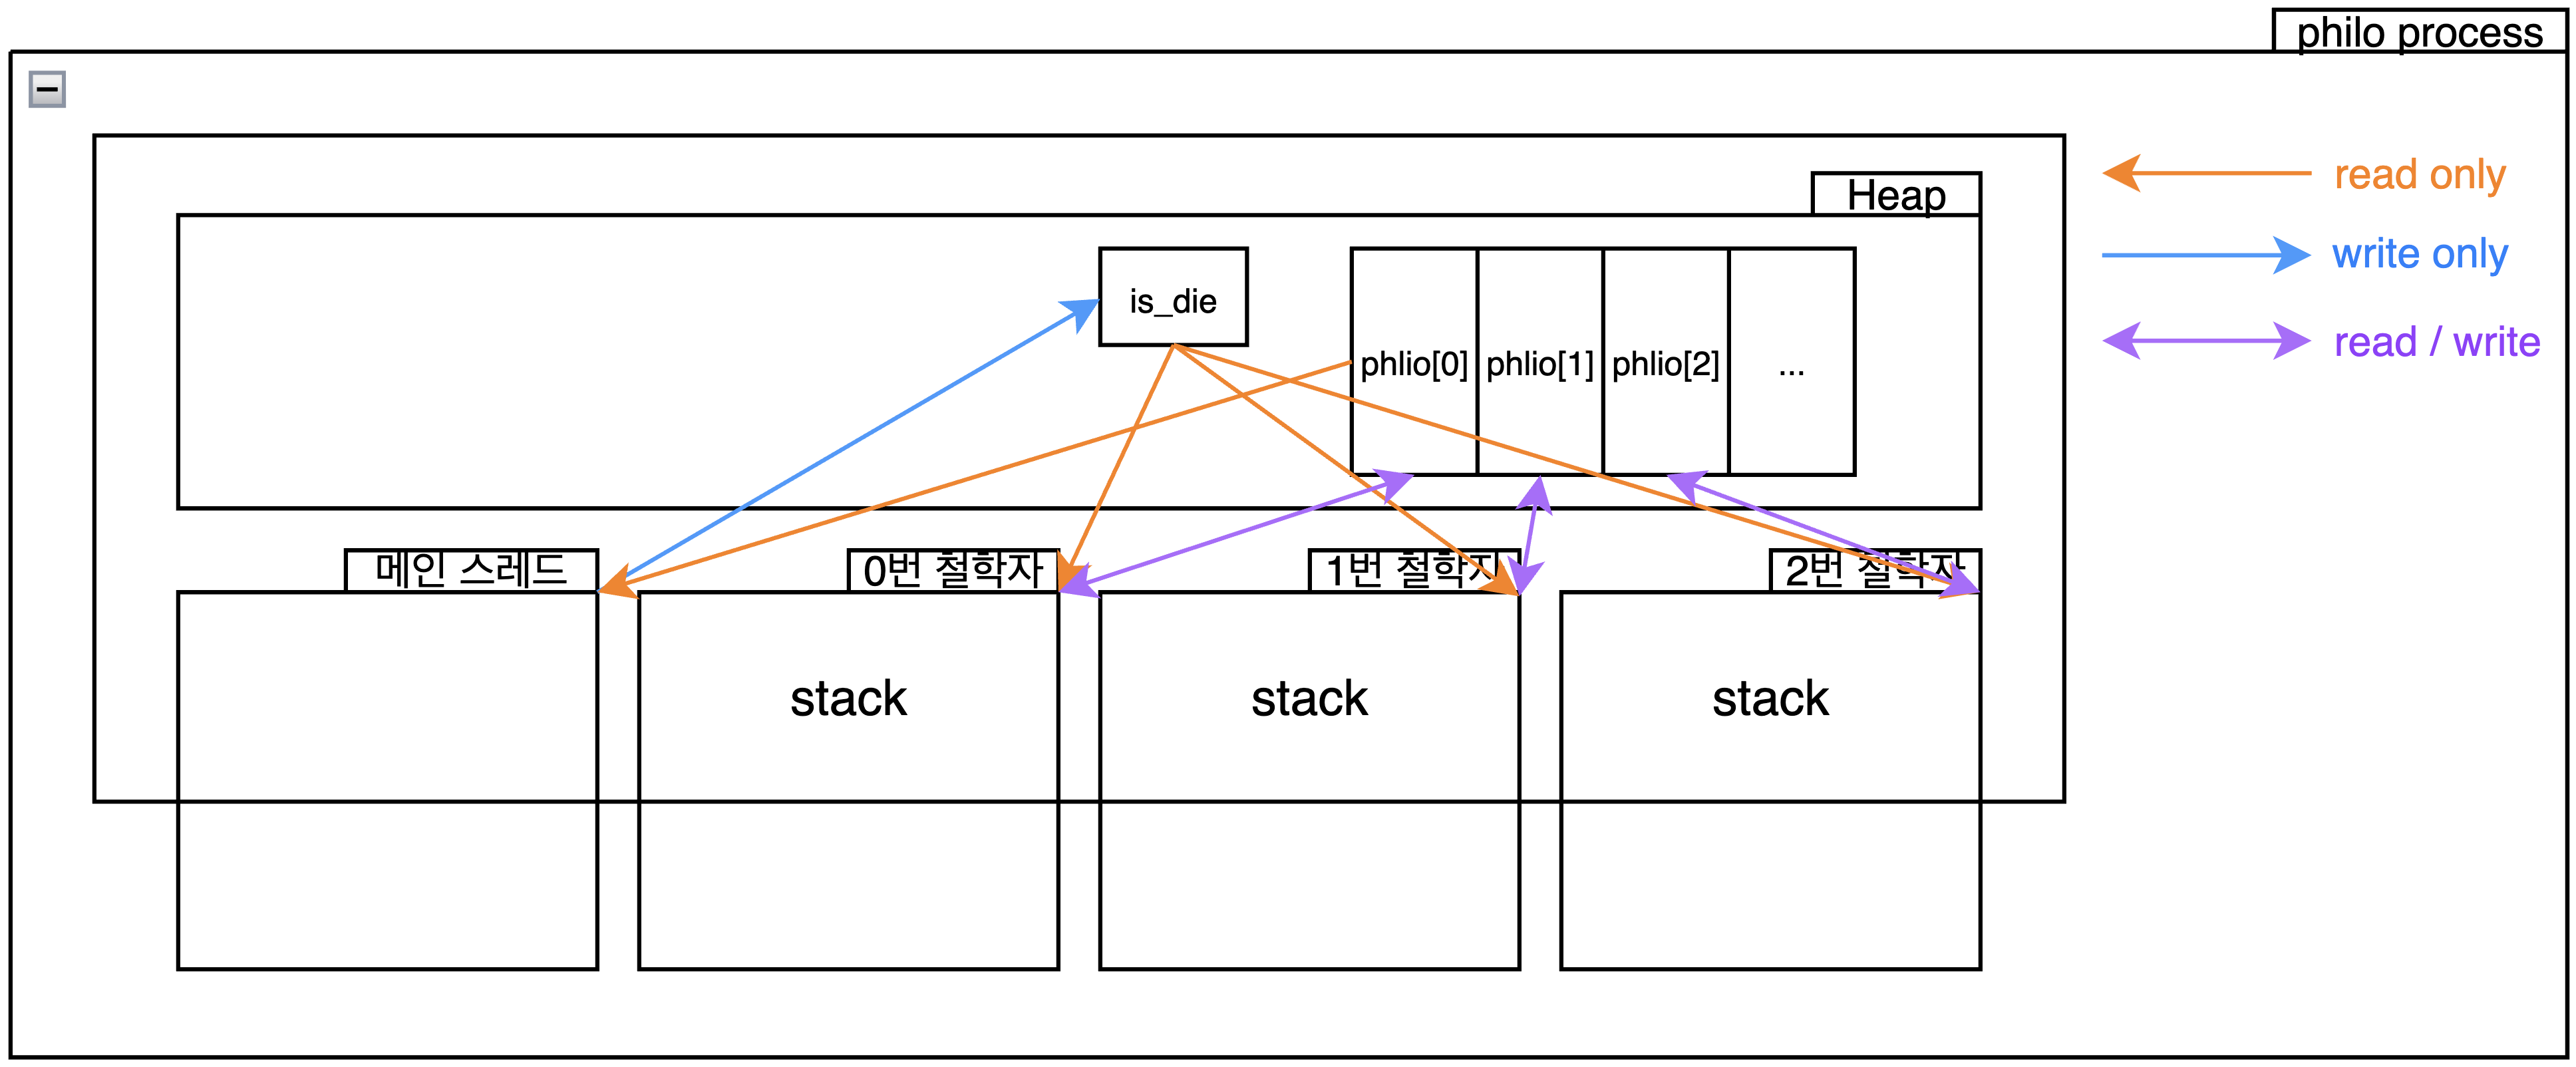 philo process
read only
Heap
write only
is_die
read / write
phlio[0]
phlio[1]
phlio[2]
...
메인 스레드
0번 철학자
1번 철학자
2번 철학자
stack
stack
stack